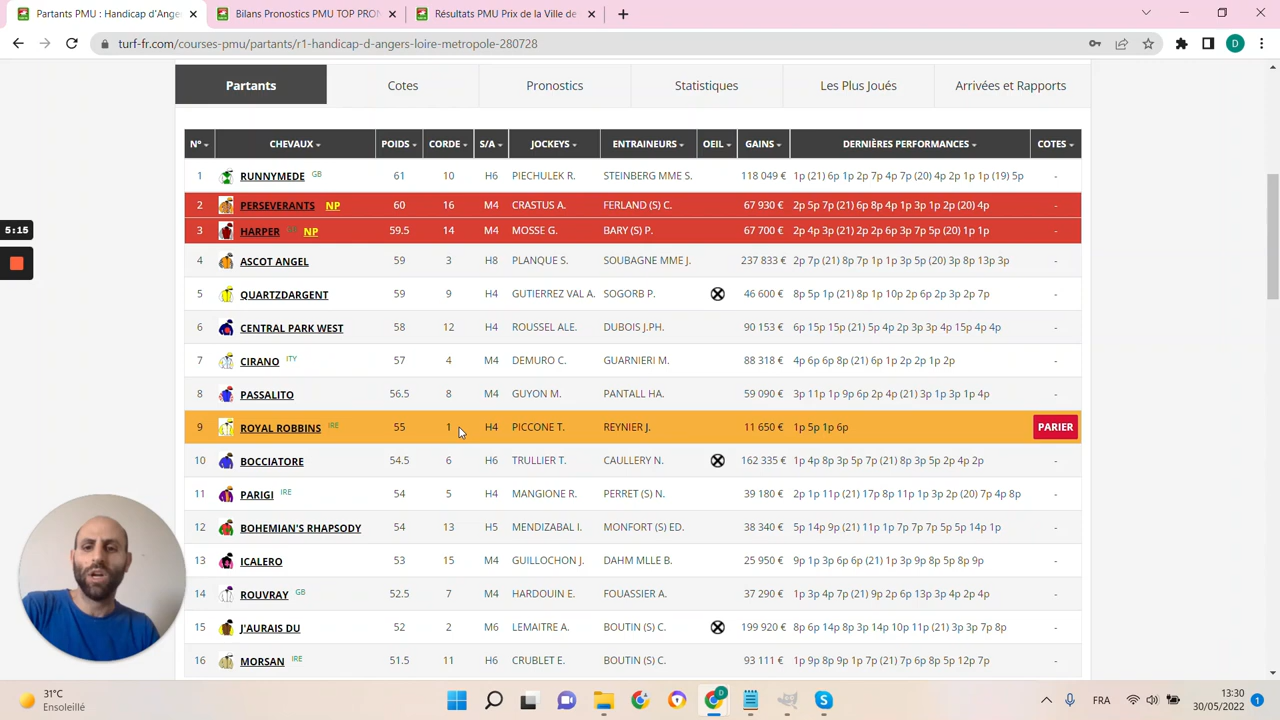 Partants PMU : Handicap d'Ange
Bilans Pronostics PMU TOP PRON
Résultats PMU Prix de la Ville de
turf-fr.com/courses-pmu/partants/r1-handicap-d-angers-loire-metropole-280728
D
Partants Cotes Pronostics Statistiques Les Plus Joués Arrivées et Rapports
N° CHEVAUX POIDS CORDE S/A JOCKEYS ENTRAINEURS OEIL GAINS DERNIÈRES PERFORMANCES COTES
1 RUNNYMEDE GB 61 10 H6 PIECHULEK R. STEINBERG MME S. 118 049 € 1p (21) 6p 1p 2p 7p 4p 7p (20) 4p 2p 1p 1p (19) 5p -
2 PERSEVERANTS NP 60 16 M4 CRASTUS A. FERLAND (S) C. 67 930 € 2p 5p 7p (21) 6p 8p 4p 1p 3p 1p 2p (20) 4p -
3 HARPER NP 59.5 14 M4 MOSSE G. BARY (S) P. 67 700 € 2p 4p 3p (21) 2p 2p 6p 3p 7p 5p (20) 1p 1p -
4 ASCOT ANGEL 59 3 H8 PLANQUE S. SOUBAGNE MME J. 237 833 € 2p 7p (21) 8p 7p 1p 1p 3p 5p (20) 3p 8p 13p 3p -
5 QUARTZDARGENT 59 9 H4 GUTIERREZ VAL A. SOGORB P. 46 600 € 8p 5p 1p (21) 8p 1p 10p 2p 6p 2p 3p 2p 7p -
6 CENTRAL PARK WEST 58 12 H4 ROUSSEL ALE. DUBOIS J.PH. 90 153 € 6p 15p 15p (21) 5p 4p 2p 3p 3p 4p 15p 4p 4p -
7 CIRANO ITY 57 4 M4 DEMURO C. GUARNIERI M. 88 318 € 4p 6p 6p 8p (21) 6p 1p 2p 2p 1p 2p -
8 PASSALITO 56.5 8 M4 GUYON M. PANTALL HA. 59 090 € 3p 11p 1p 9p 6p 2p 4p (21) 3p 1p 3p 1p 4p -
9 ROYAL ROBBINS IRE 55 1 H4 PICCONE T. REYNIER J. 11 650 € 1p 5p 1p 6p PARIER
10 BOCCIATORE 54.5 6 H6 TRULLIER T. CAULLERY N. 162 335 € 1p 4p 8p 3p 5p 7p (21) 8p 3p 5p 2p 4p 2p -
11 PARIGI IRE 54 5 H4 MANGIONE R. PERRET (S) N. 39 180 € 2p 1p 11p (21) 17p 8p 11p 1p 3p 2p (20) 7p 4p 8p -
12 BOHEMIAN'S RHAPSODY 54 13 H5 MENDIZABAL I. MONFORT (S) ED. 38 340 € 5p 14p 9p (21) 11p 1p 7p 7p 7p 5p 5p 14p 1p -
13 ICALERO 53 15 M4 GUILLOCHON J. DAHM MLLE B. 25 950 € 9p 1p 3p 6p 6p (21) 1p 3p 9p 5p 8p 9p -
14 ROUVRAY GB 52.5 7 M4 HARDOUIN E. FOUASSIER A. 37 290 € 1p 3p 4p 7p (21) 9p 2p 6p 13p 3p 4p 2p 4p -
15 J'AURAIS DU 52 2 M6 LEMAITRE A. BOUTIN (S) C. 199 920 € 8p 6p 14p 8p 3p 14p 10p 11p (21) 3p 3p 7p 8p -
16 MORSAN IRE 51.5 11 H6 CRUBLET E. BOUTIN (S) C. 93 111 € 1p 9p 8p 9p 1p (21) 7p 6p 8p 5p 12p 7p -
5:15
31°C
Ensoleillé
D
FRA
13:30
30/05/2022
1